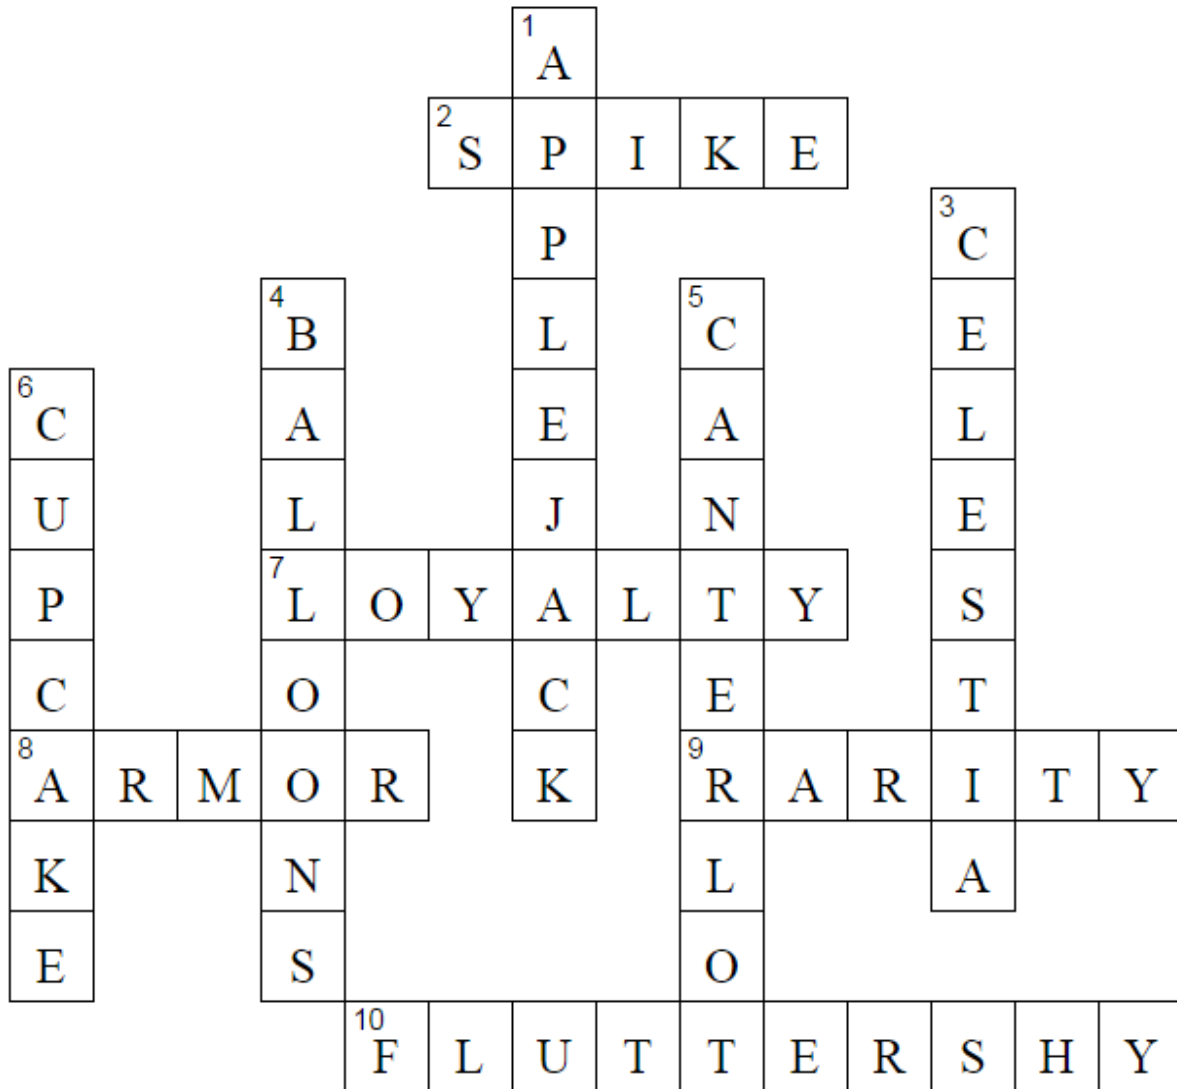 1
A
2
S P I K E
3
P C
4 5
B L C E
6
C A E A L
U L J N E
7
P L O Y A L T Y S
C O C E T
8 9
A R M O R K R A R I T Y
K N L A
E S O
10
F L U T T E R S H Y